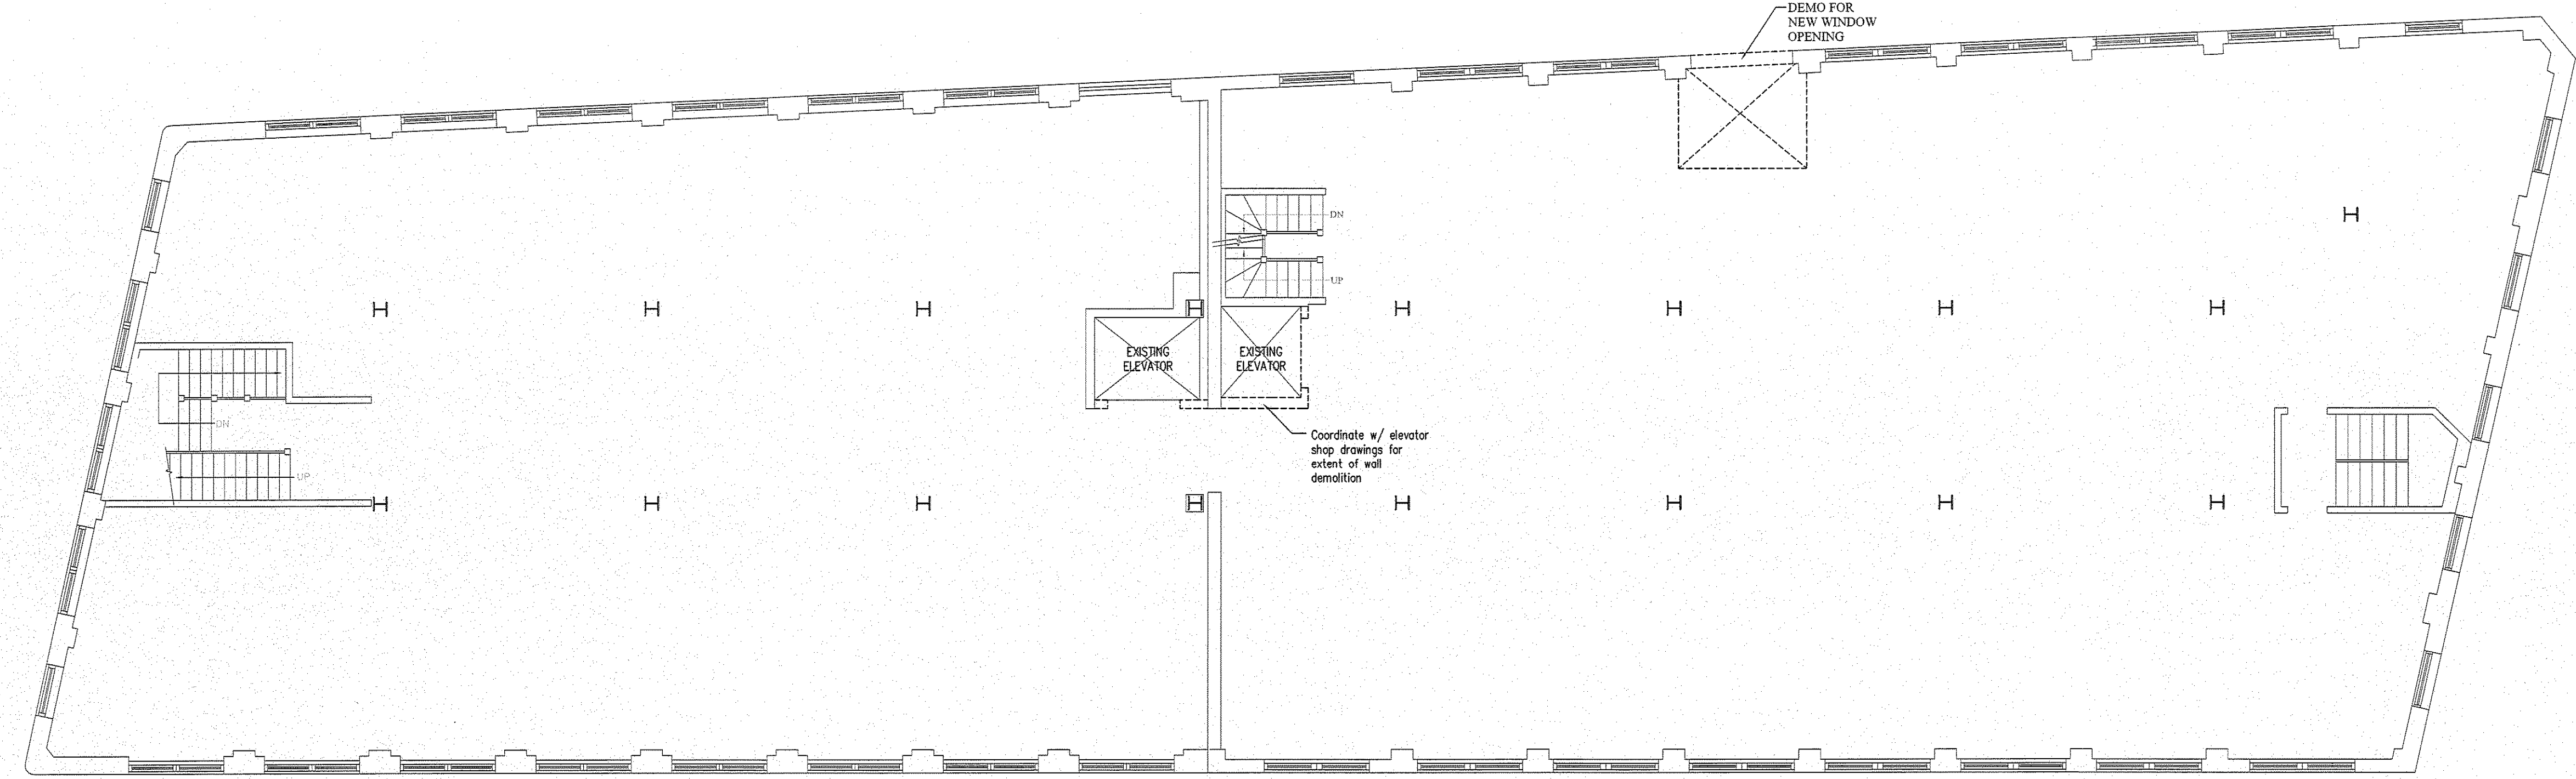 DEMO FOR
NEW WINDOW
OPENING
DN
UP
EXISTING
ELEVATOR
EXISTING
ELEVATOR
DN
UP
Coordinate w/ elevator
shop drawings for
extent of wall
demolition